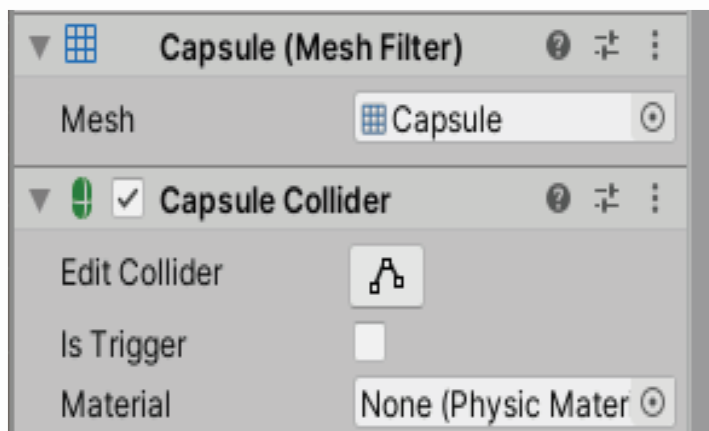 Capsule (Mesh Filter)
Mesh Capsule
Capsule Collider
Edit Collider
Is Trigger
Material None (Physic Mater